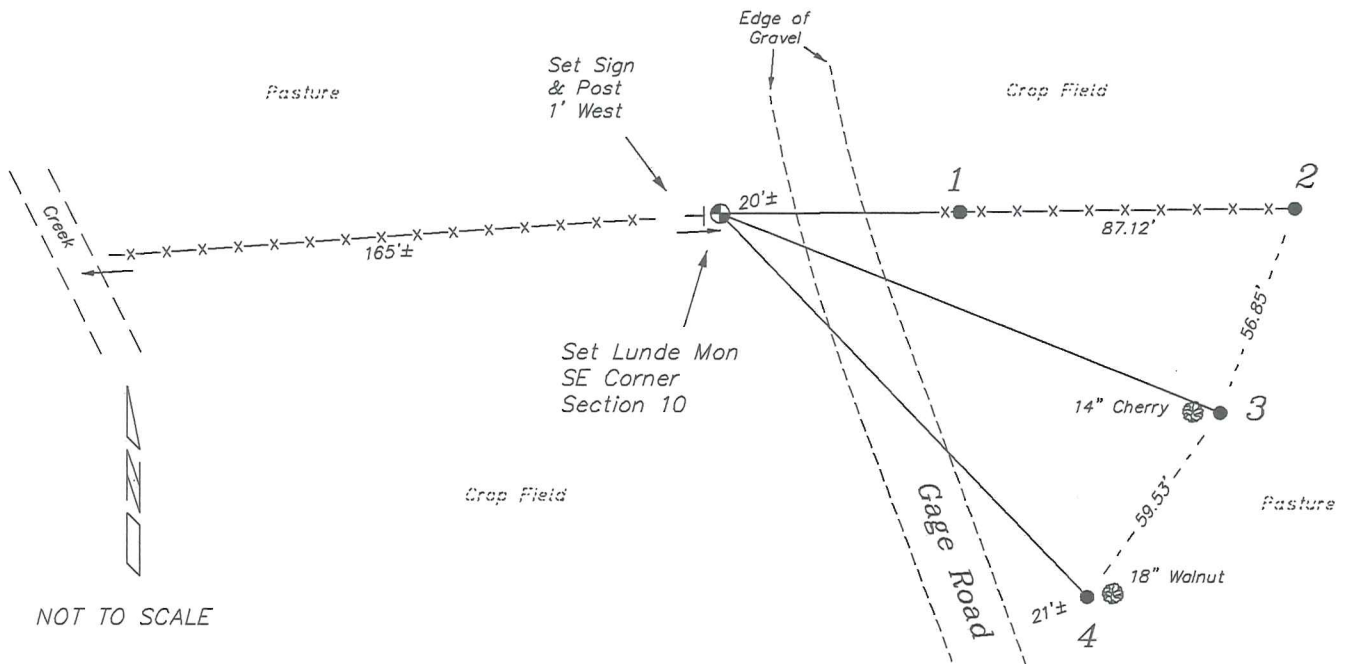 Edge of
Gravel
Set Sign
& Post
1' West
Pasture
Crop Field
1
2
20'±
Creek
87.12'
165'±
56.85'
Set Lunde Mon
SE Corner
Section 10
14" Cherry
3
Crop Field
59.53'
Pasture
Gage Road
N
18" Walnut
21'±
4
NOT TO SCALE